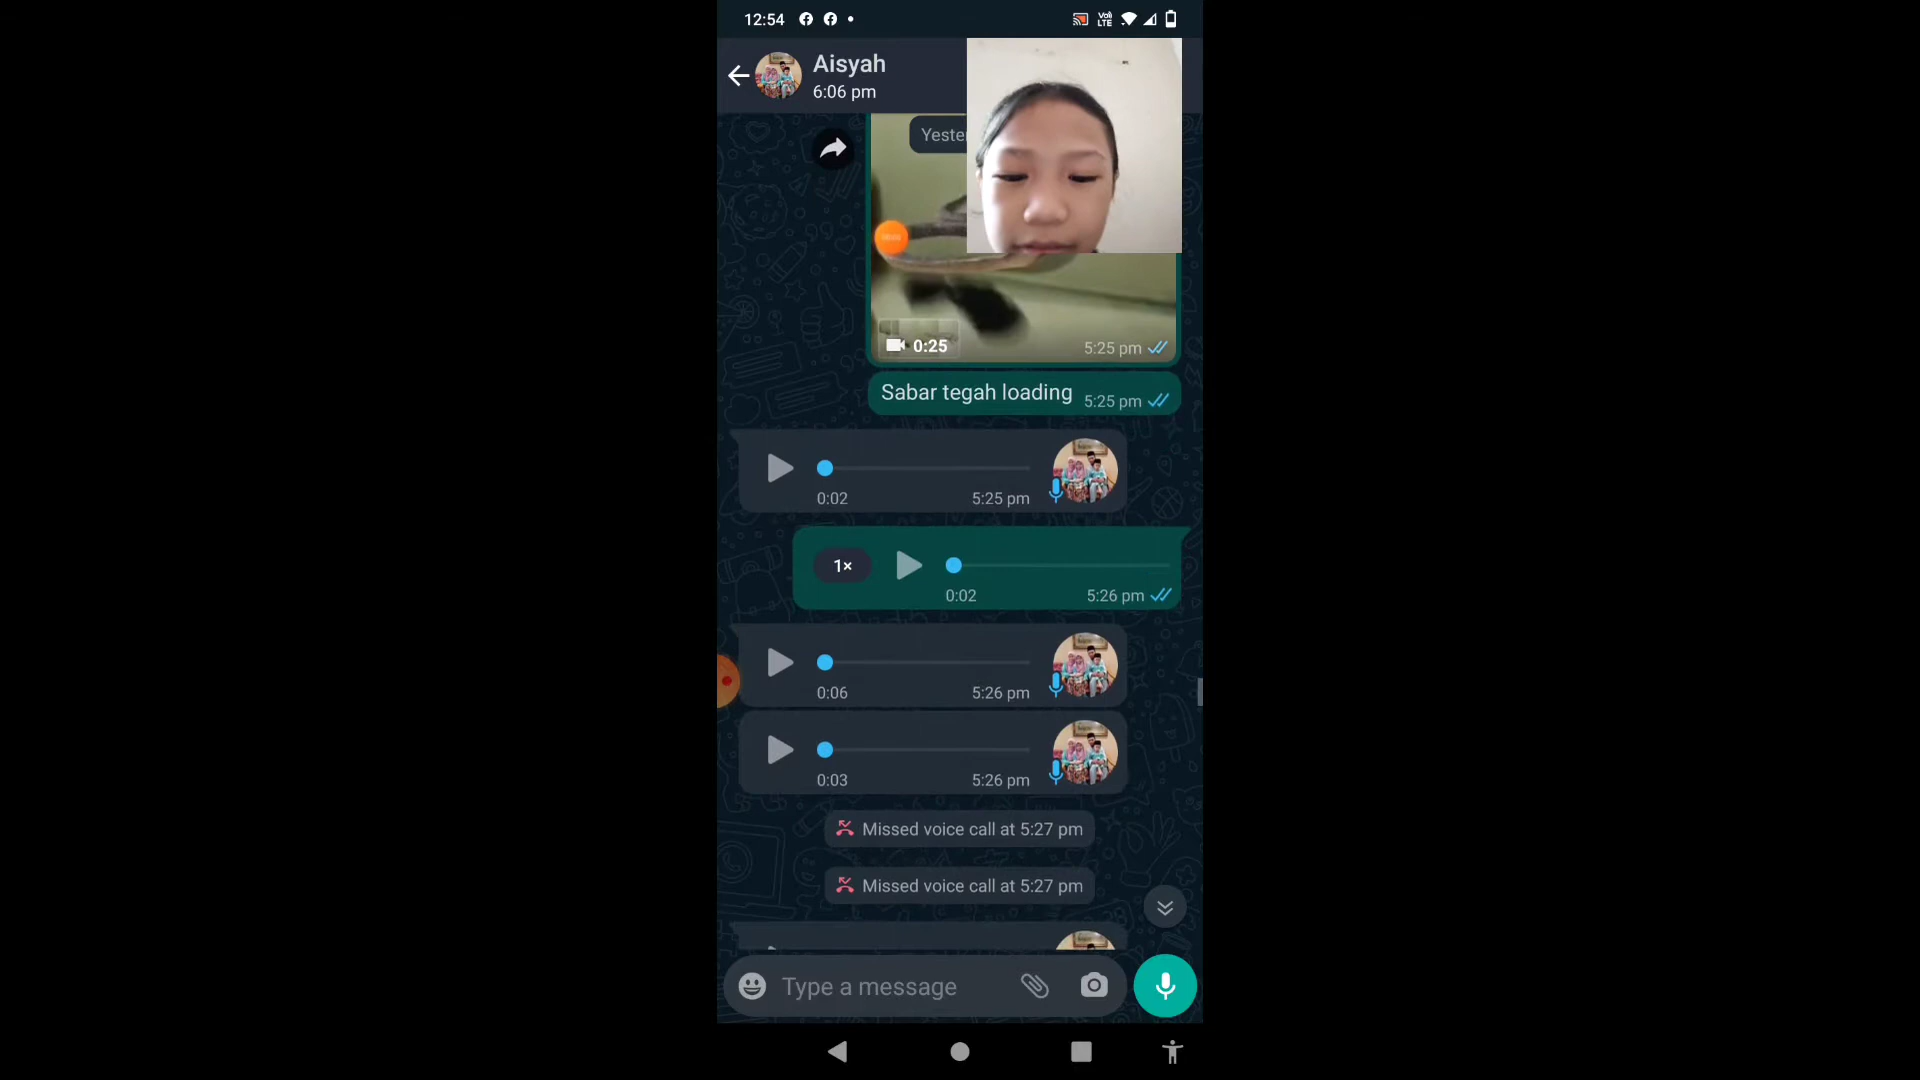 12:54
Vo) LTE
Aisyah
6:06 pm
0:25
5:25 pm
Sabar tegah loading 5:25 pm
0:02 5:25 pm
1×
0:02 5:26 pm
0:06 5:26 pm
0:03 5:26 pm
Missed voice call at 5:27 pm
Missed voice call at 5:27 pm
Type a message